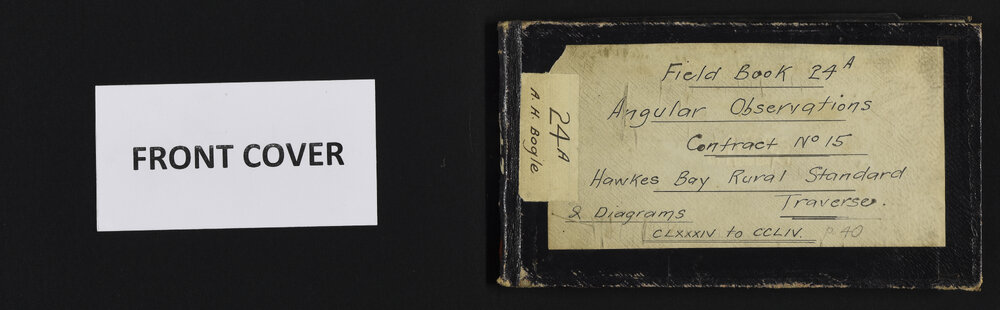 FRONT COVER
24A
A. H. Bogle
Field Book 24A
Angular Observations
Contract No 15
Hawkes Bay Rural Standard
Traverse.
& Diagrams
CLXXXIV to CCLIV.
p. 40